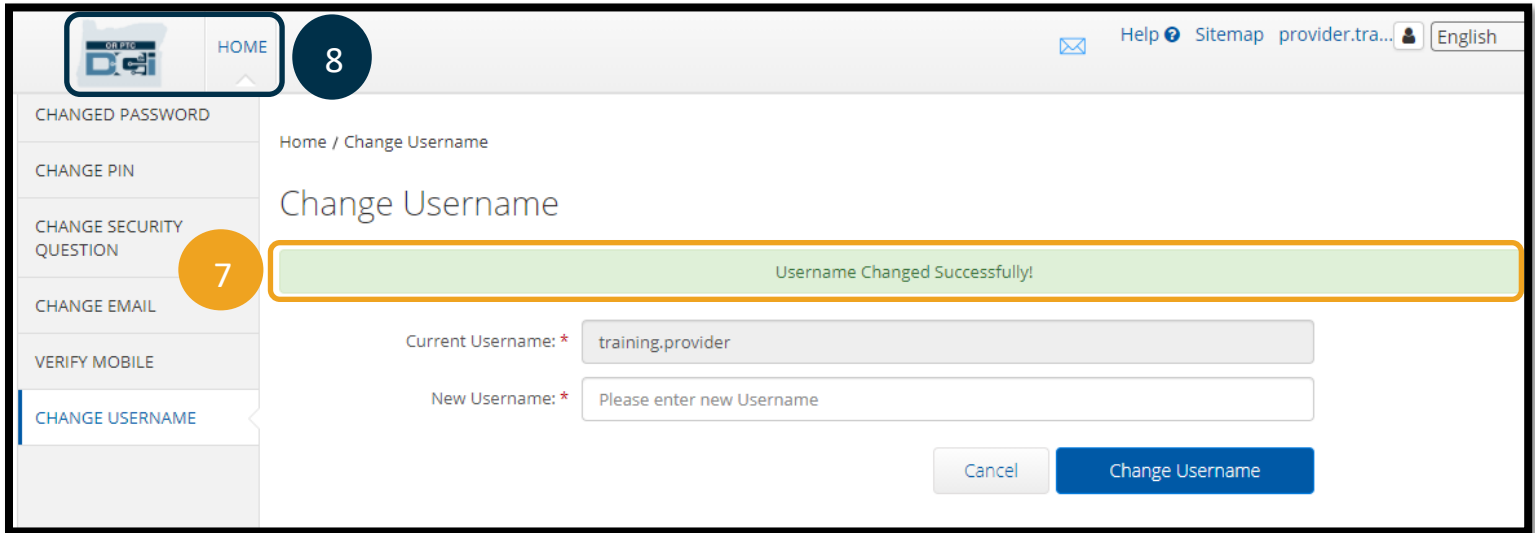 OR PTC
DCI
HOME
8
Help
Sitemap
provider.tra...
English
CHANGED PASSWORD
CHANGE PIN
CHANGE SECURITY
QUESTION
CHANGE EMAIL
VERIFY MOBILE
CHANGE USERNAME
Home / Change Username
Change Username
7
Username Changed Successfully!
Current Username: *
training.provider
New Username: *
Please enter new Username
Cancel
Change Username